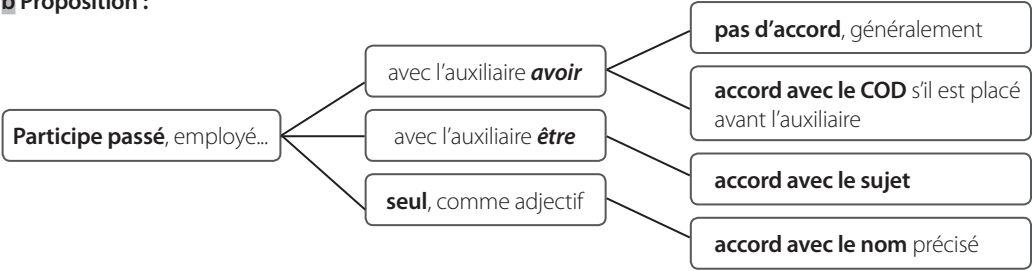 b Proposition :
Participe passé, employé...
avec l'auxiliaire avoir
pas d'accord, généralement
accord avec le COD s'il est placé
avant l'auxiliaire
avec l'auxiliaire être
accord avec le sujet
seul, comme adjectif
accord avec le nom précisé